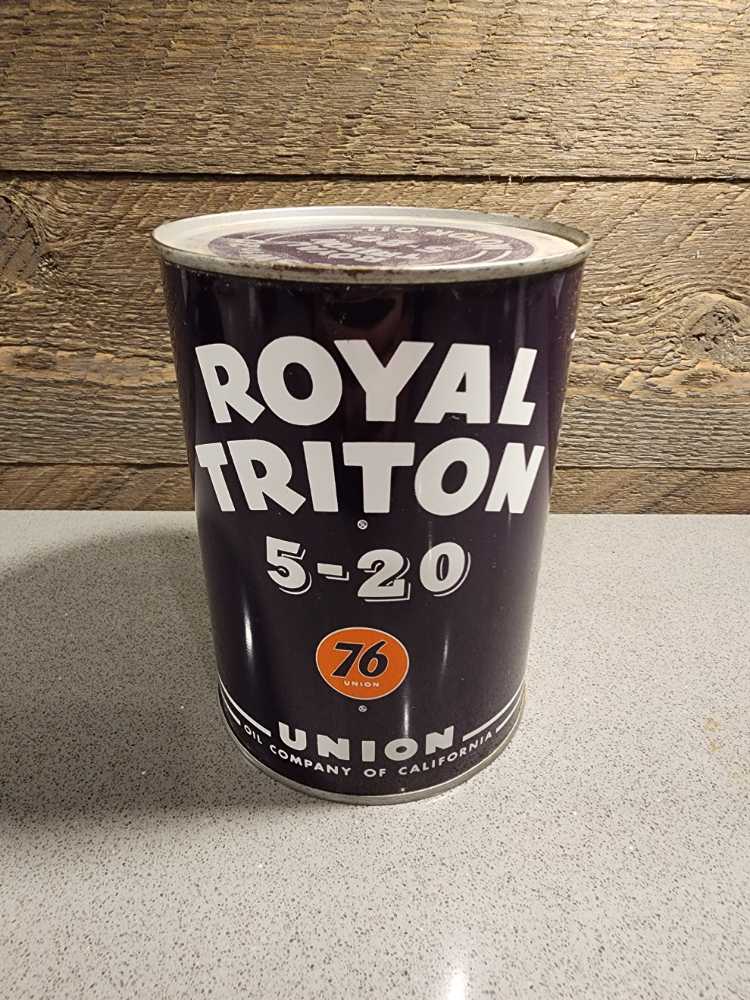 ROYAL
TRITON
®
5-20
76
UNION
®
UNION
OIL COMPANY OF CALIFORNIA